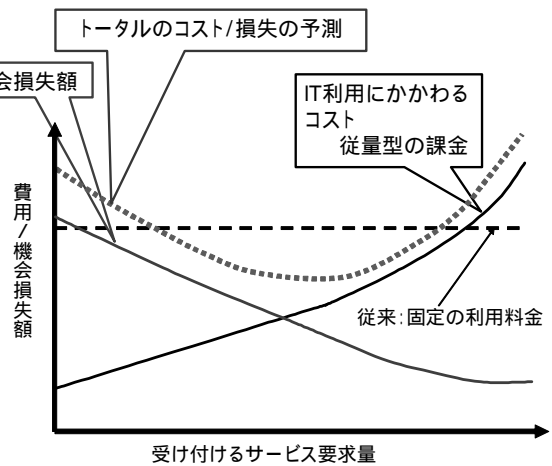 トータルのコスト/損失の予測
会損失額
IT利用にかかわる
コスト
従量型の課金
費用/機会損失額
従来:固定の利用料金
受け付けるサービス要求量